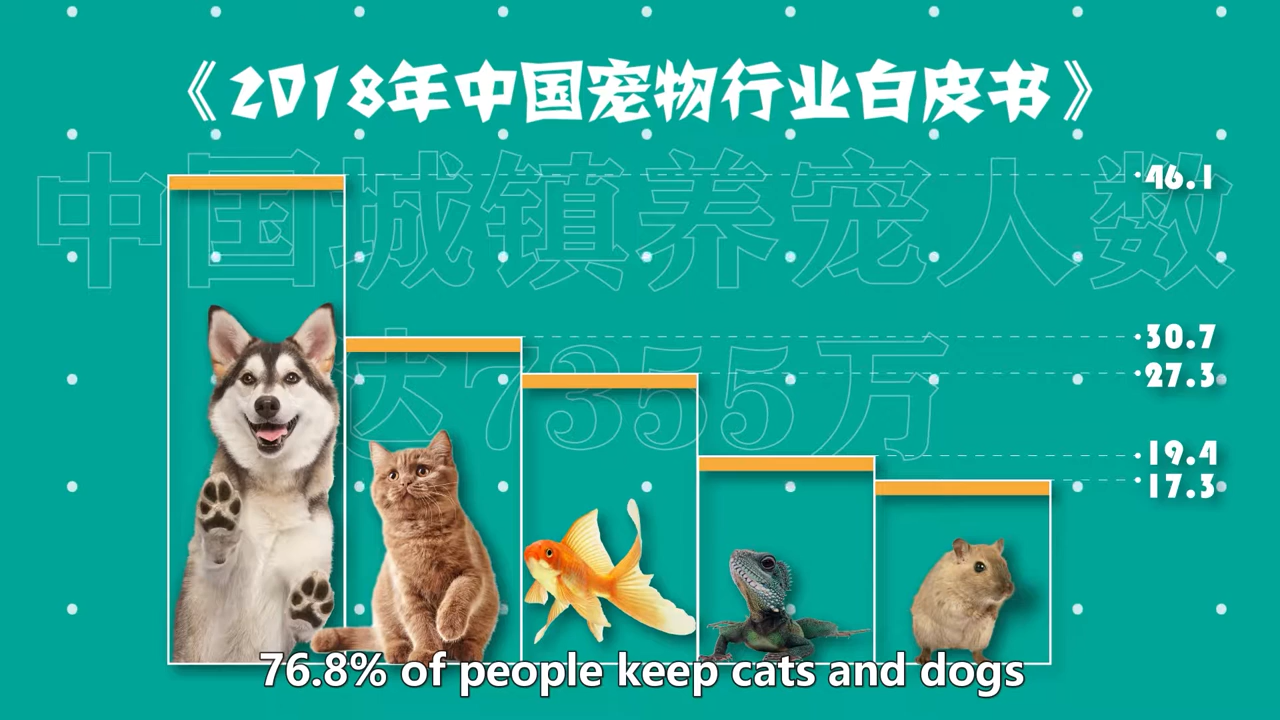 《2018年中国宠物行业白皮书》
中国城镇养宠人数
达7355万
46.1
30.7
27.3
19.4
17.3
76.8% of people keep cats and dogs